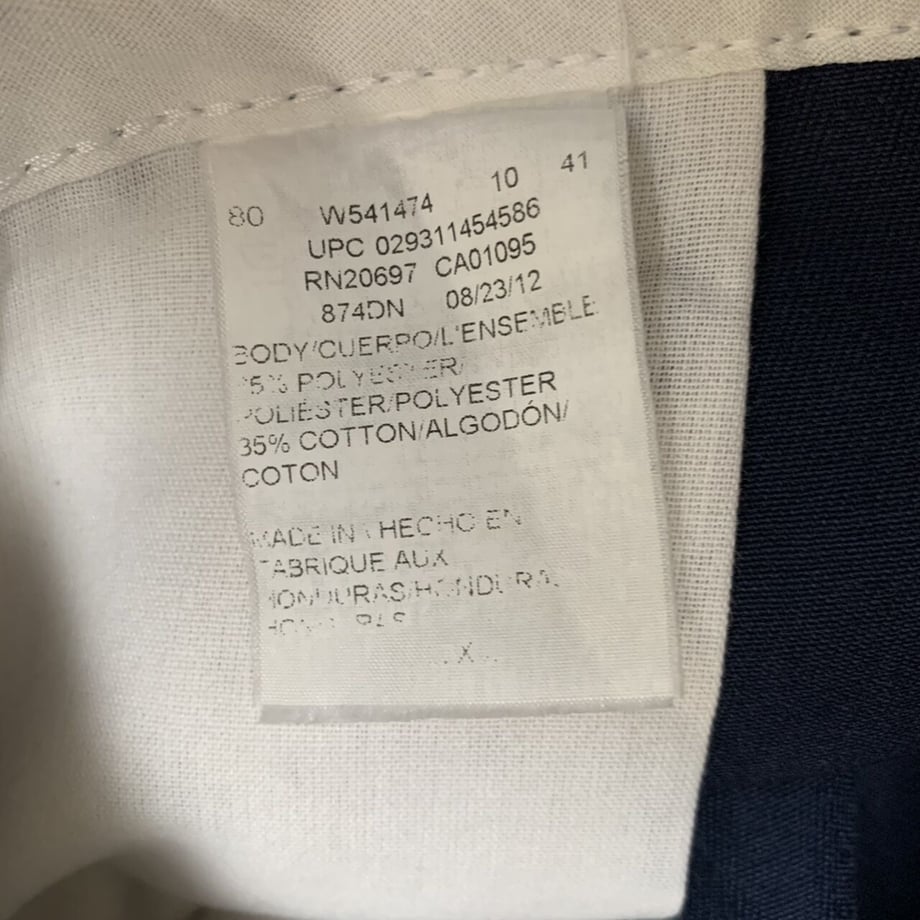 80 W541474 10 41
UPC 029311454586
RN20697 CA01095
874DN 08/23/12
BODY/CUERPO/L'ENSEMBLE
POLYESTER/
POLIÉSTER/POLYESTER
35% COTTON/ALGODÓN/
COTON
MADE IN \ HECHO EN
FABRIQUE AUX
HONDURAS/HONDURAS
X